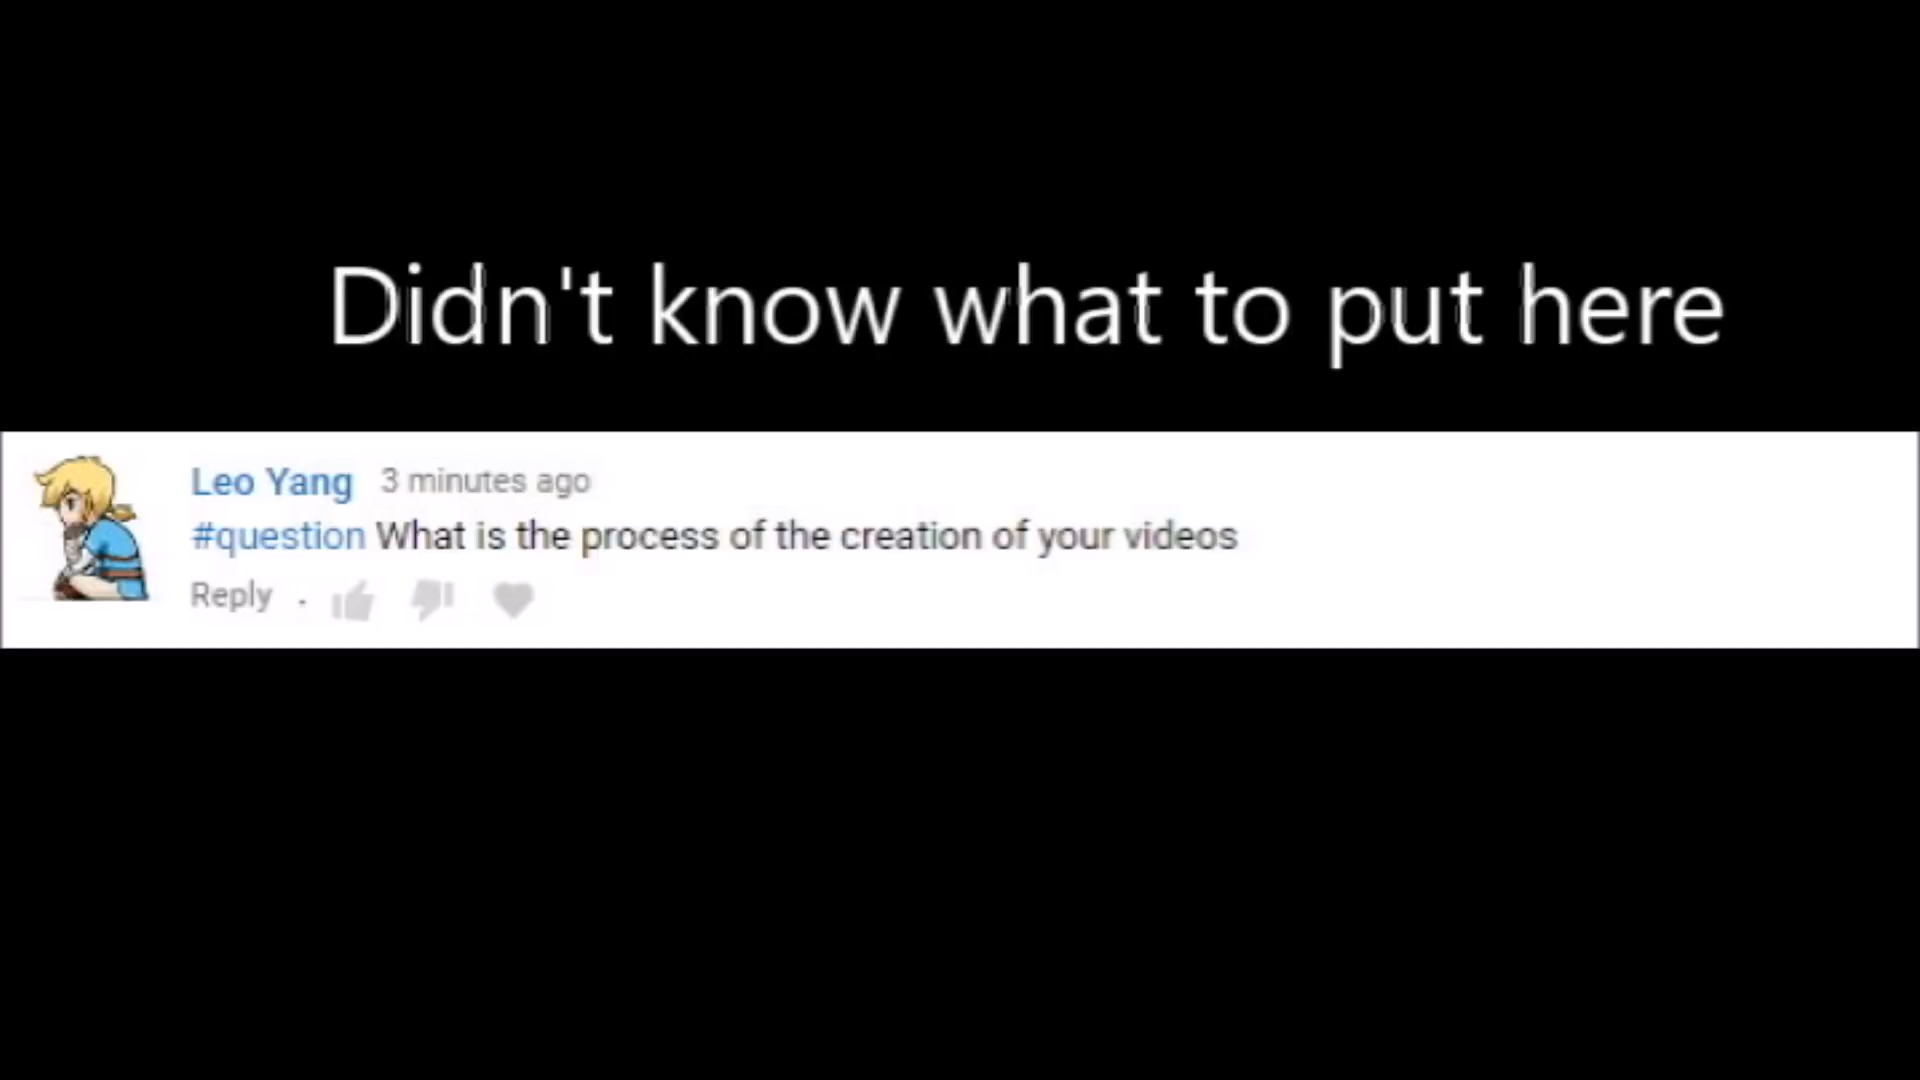 Didn't know what to put here
Leo Yang 3 minutes ago
#question What is the process of the creation of your videos
Reply .